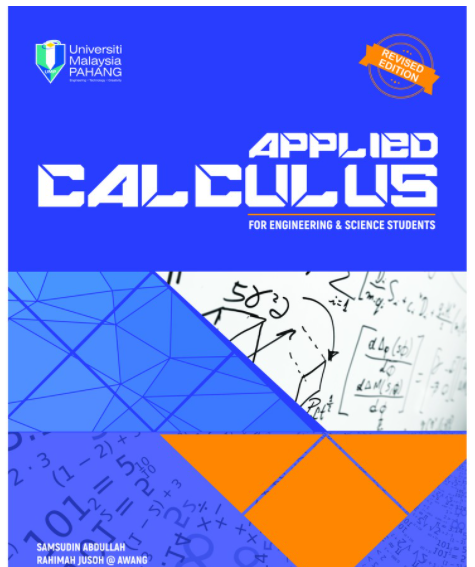 Universiti
Malaysia
PAHANG
Engineering • Technology • Creativity
REVISED
EDITION
APPLIED
CALCULUS
FOR ENGINEERING & SCIENCE STUDENTS
SAMSUDIN ABDULLAH
RAHIMAH JUSOH @ AWANG